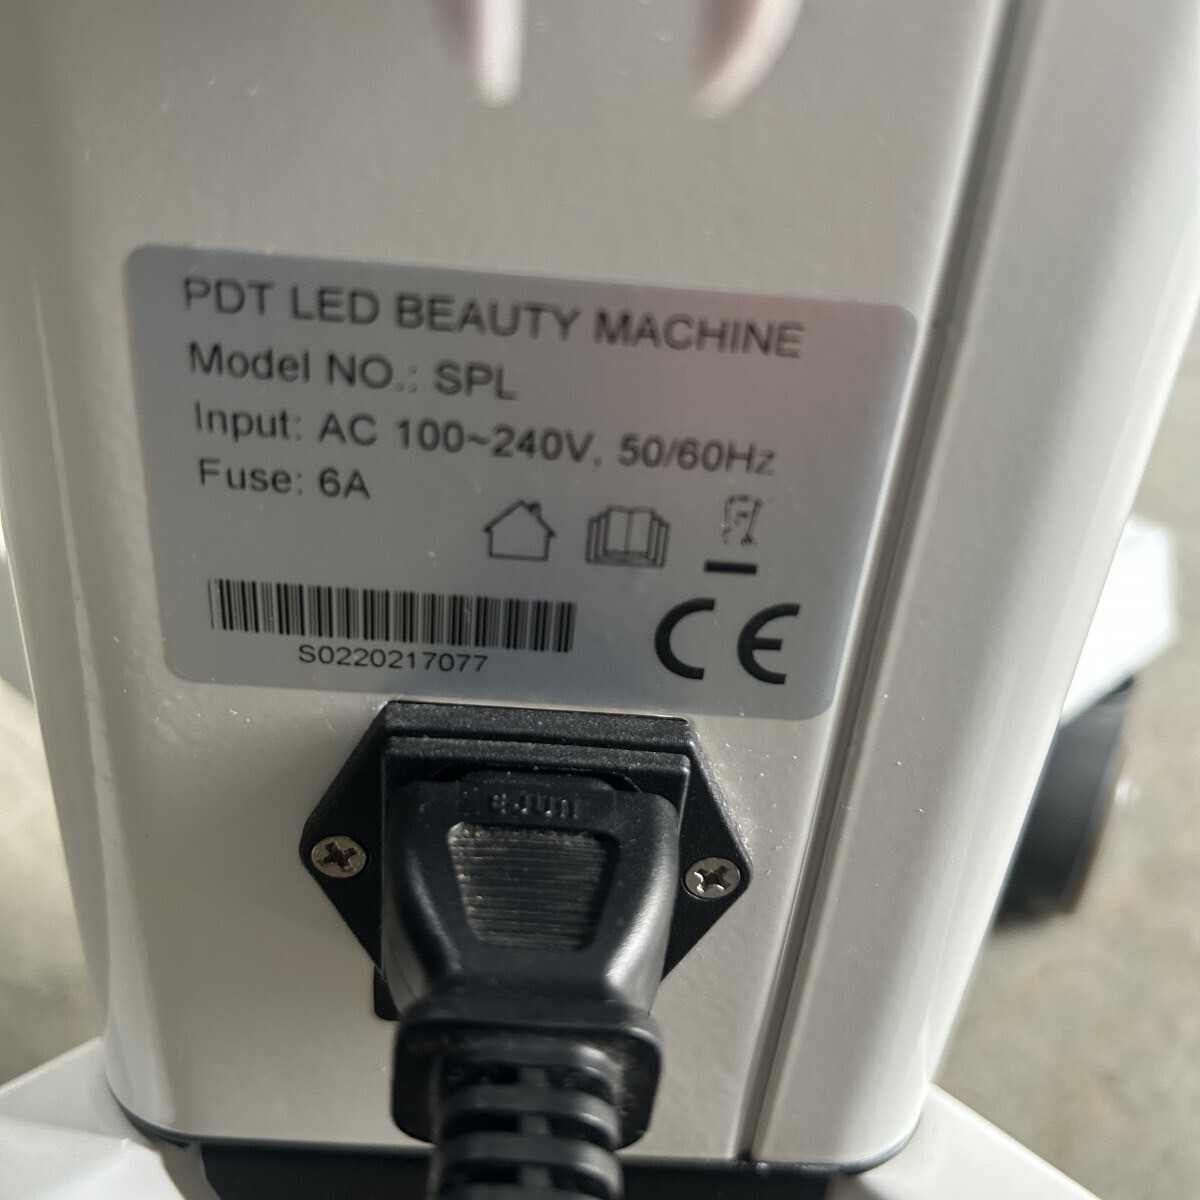 PDT LED BEAUTY MACHINE
Model NO.: SPL
Input: AC 100~240V, 50/60Hz
Fuse: 6A
S0220217077
CE